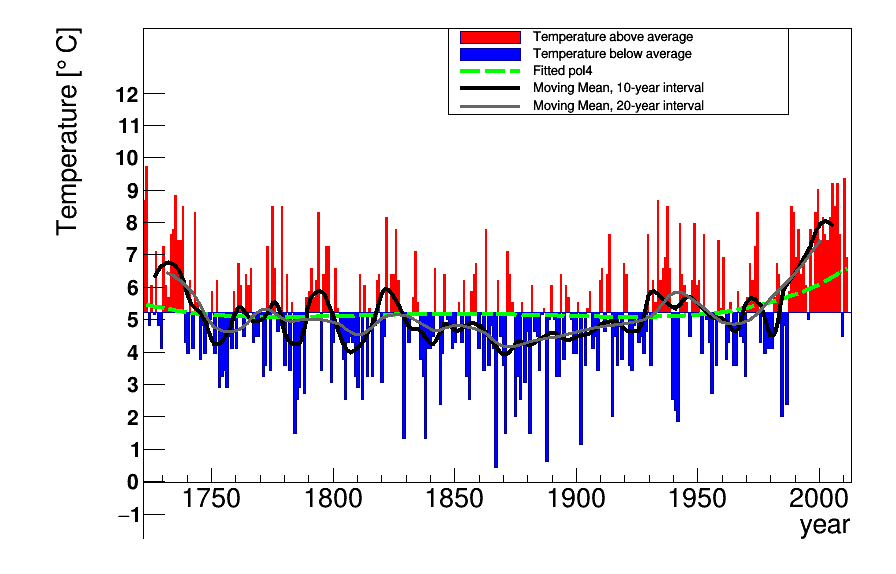 Temperature [° C]
Temperature above average
Temperature below average
Fitted pol4
Moving Mean, 10-year interval
Moving Mean, 20-year interval
12
11
10
9
8
7
6
5
4
3
2
1
0
−1
1750 1800 1850 1900 1950 2000
year